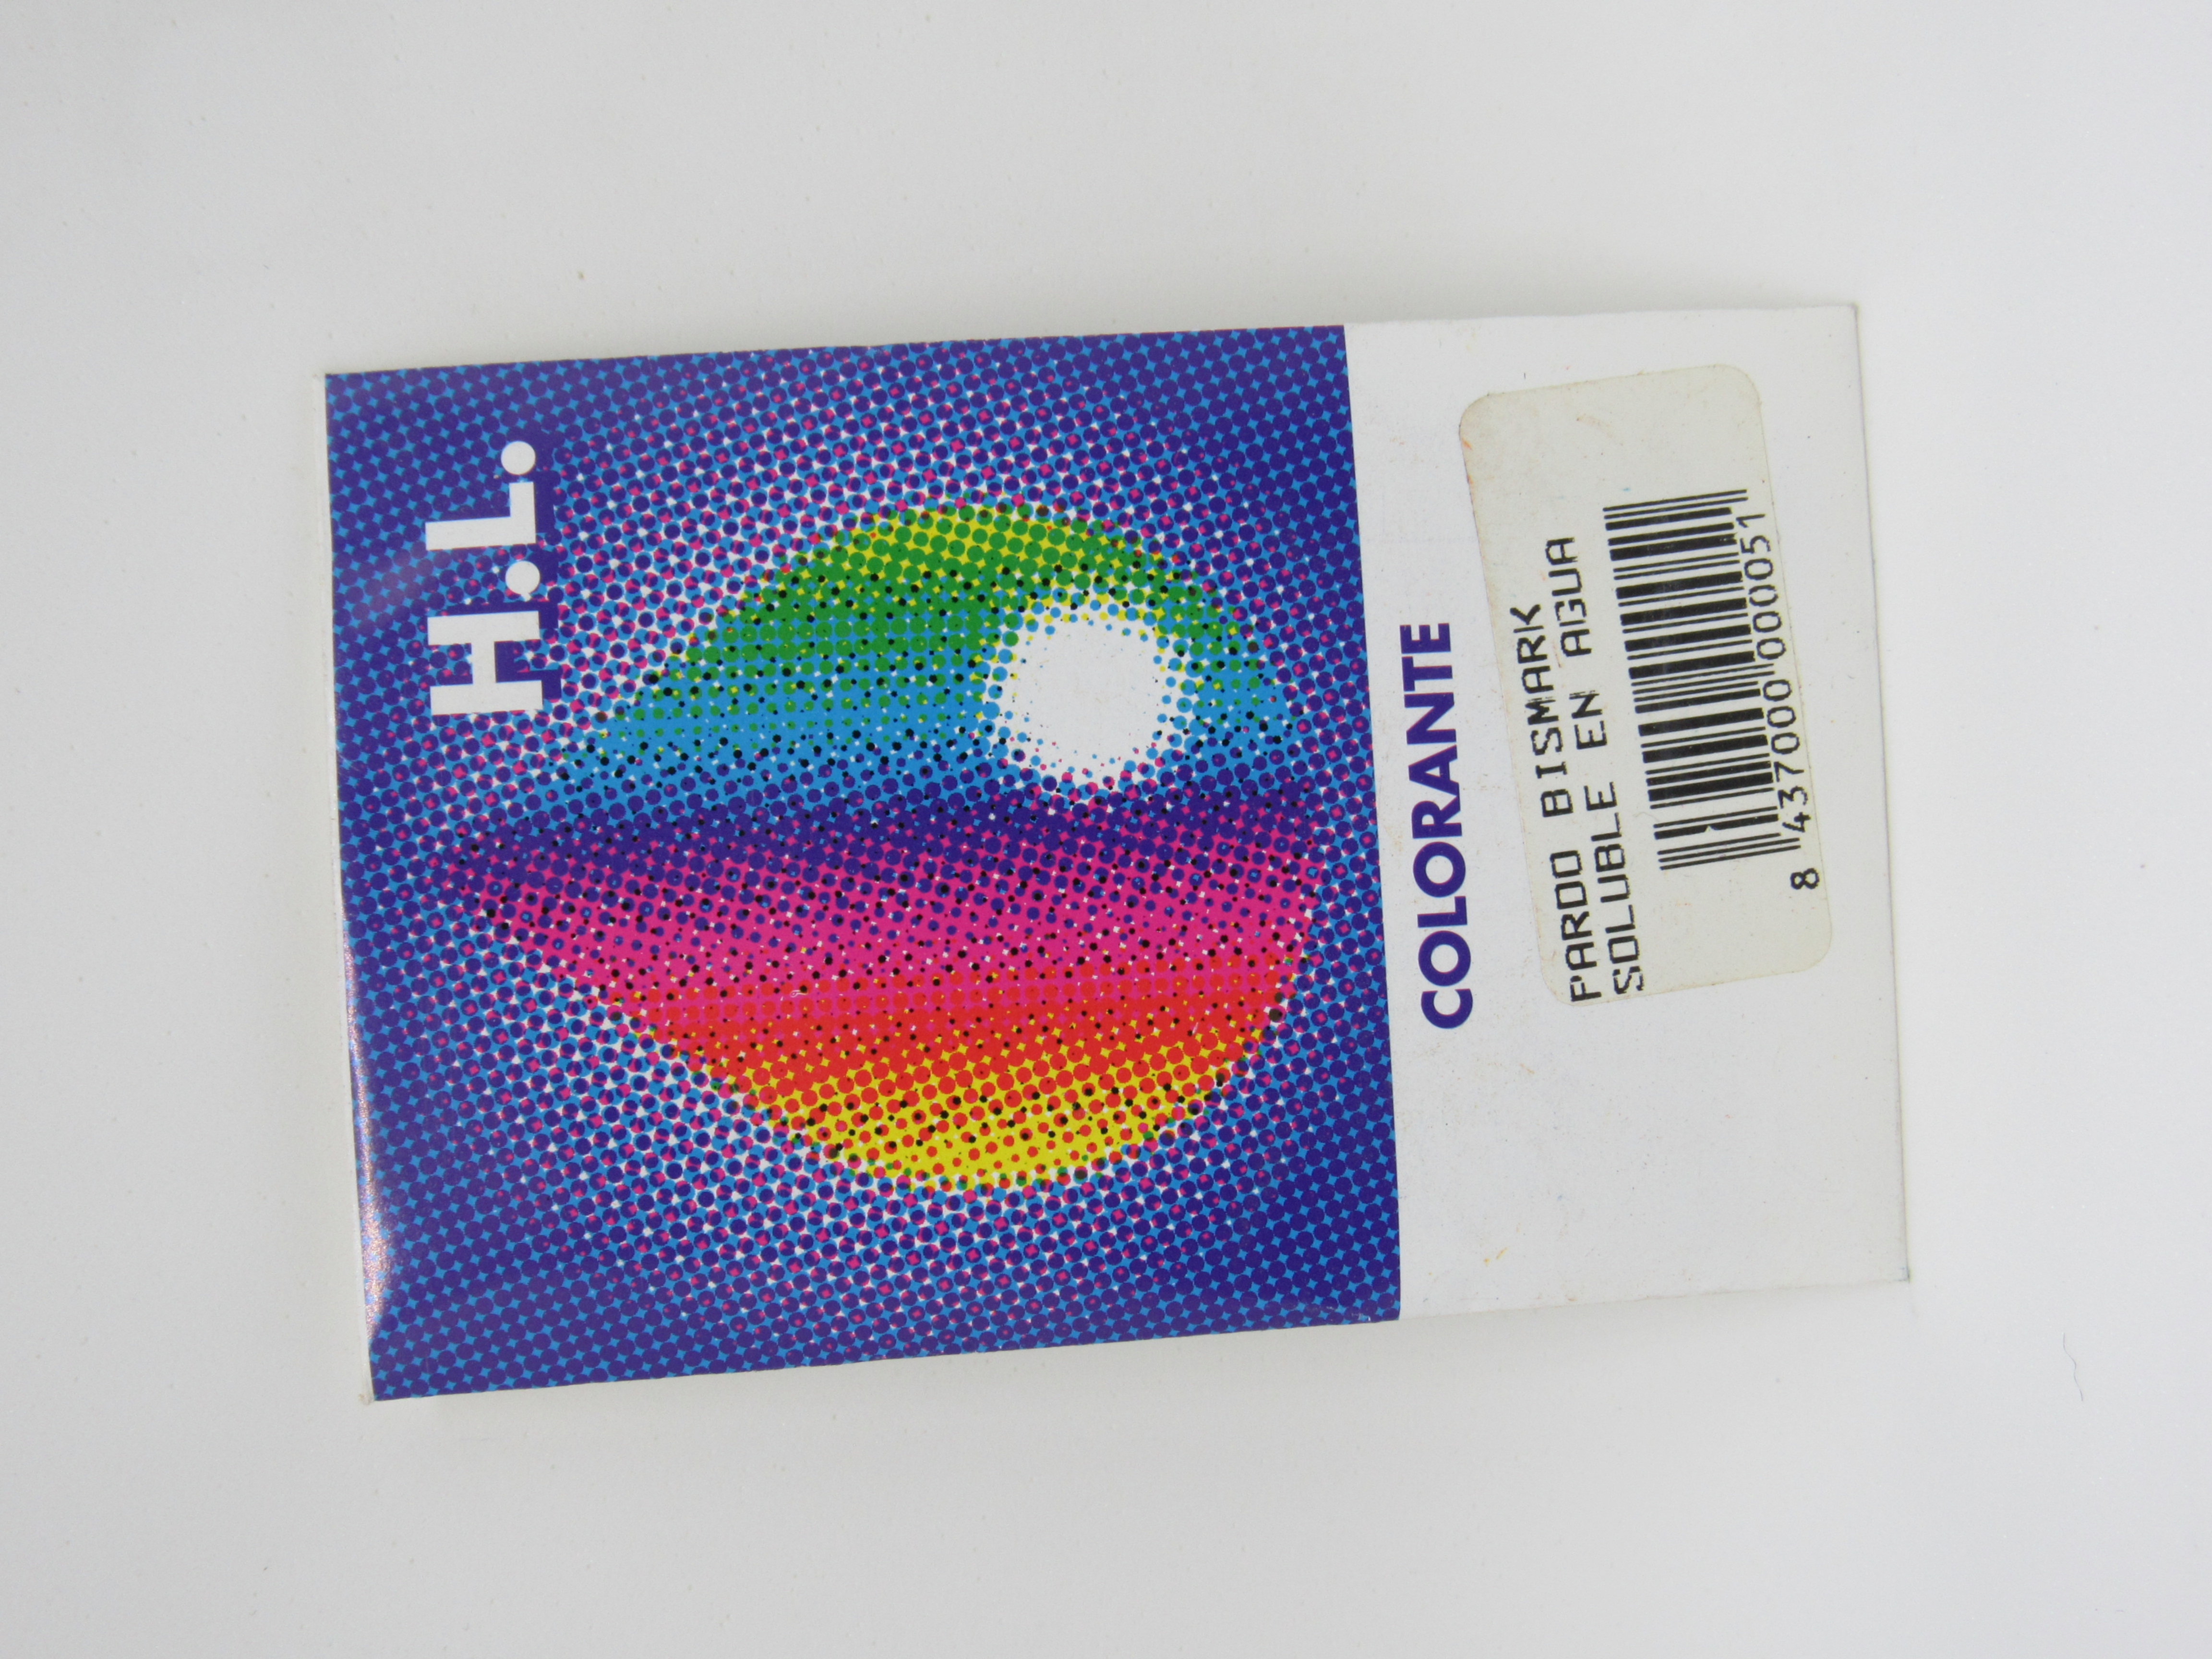 H.L.
COLORANTE
PARDO BISMARK
SOLUBLE EN AGUA
8 437000 000051